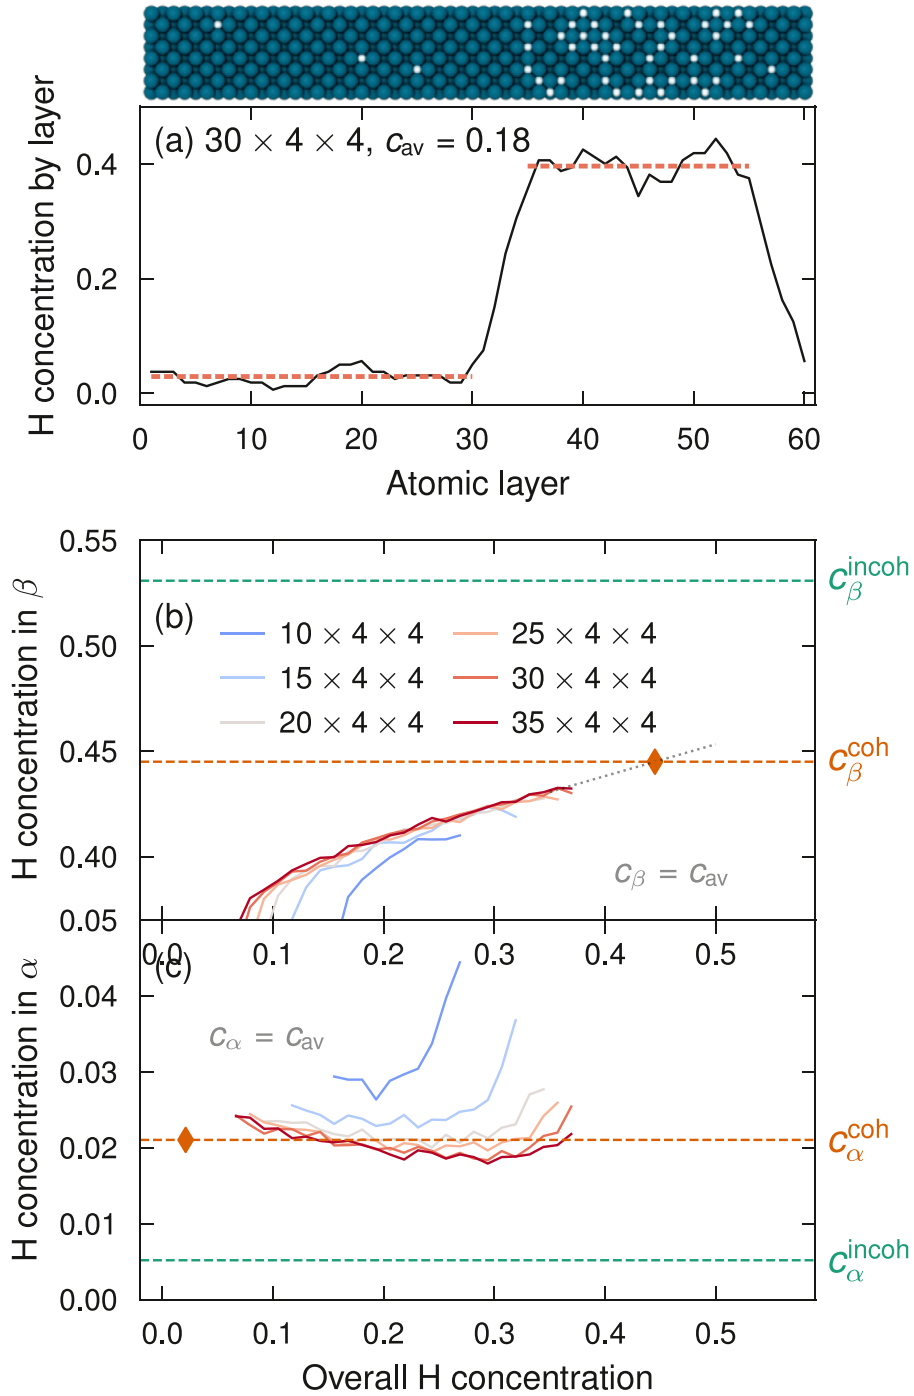 (a) 30 × 4 × 4, c_av = 0.18
H concentration by layer
0.4
0.2
0.0
0 10 20 30 40 50 60
Atomic layer
0.55
0.50
0.45
0.40
0.05
H concentration in β
(b)
10 × 4 × 4 25 × 4 × 4
15 × 4 × 4 30 × 4 × 4
20 × 4 × 4 35 × 4 × 4
c_β^incoh
c_β^coh
c_β = c_av
0.0 0.1 0.2 0.3 0.4 0.5
(c)
H concentration in α
0.04
0.03
0.02
0.01
0.00
c_α = c_av
c_α^coh
c_α^incoh
0.0 0.1 0.2 0.3 0.4 0.5
Overall H concentration